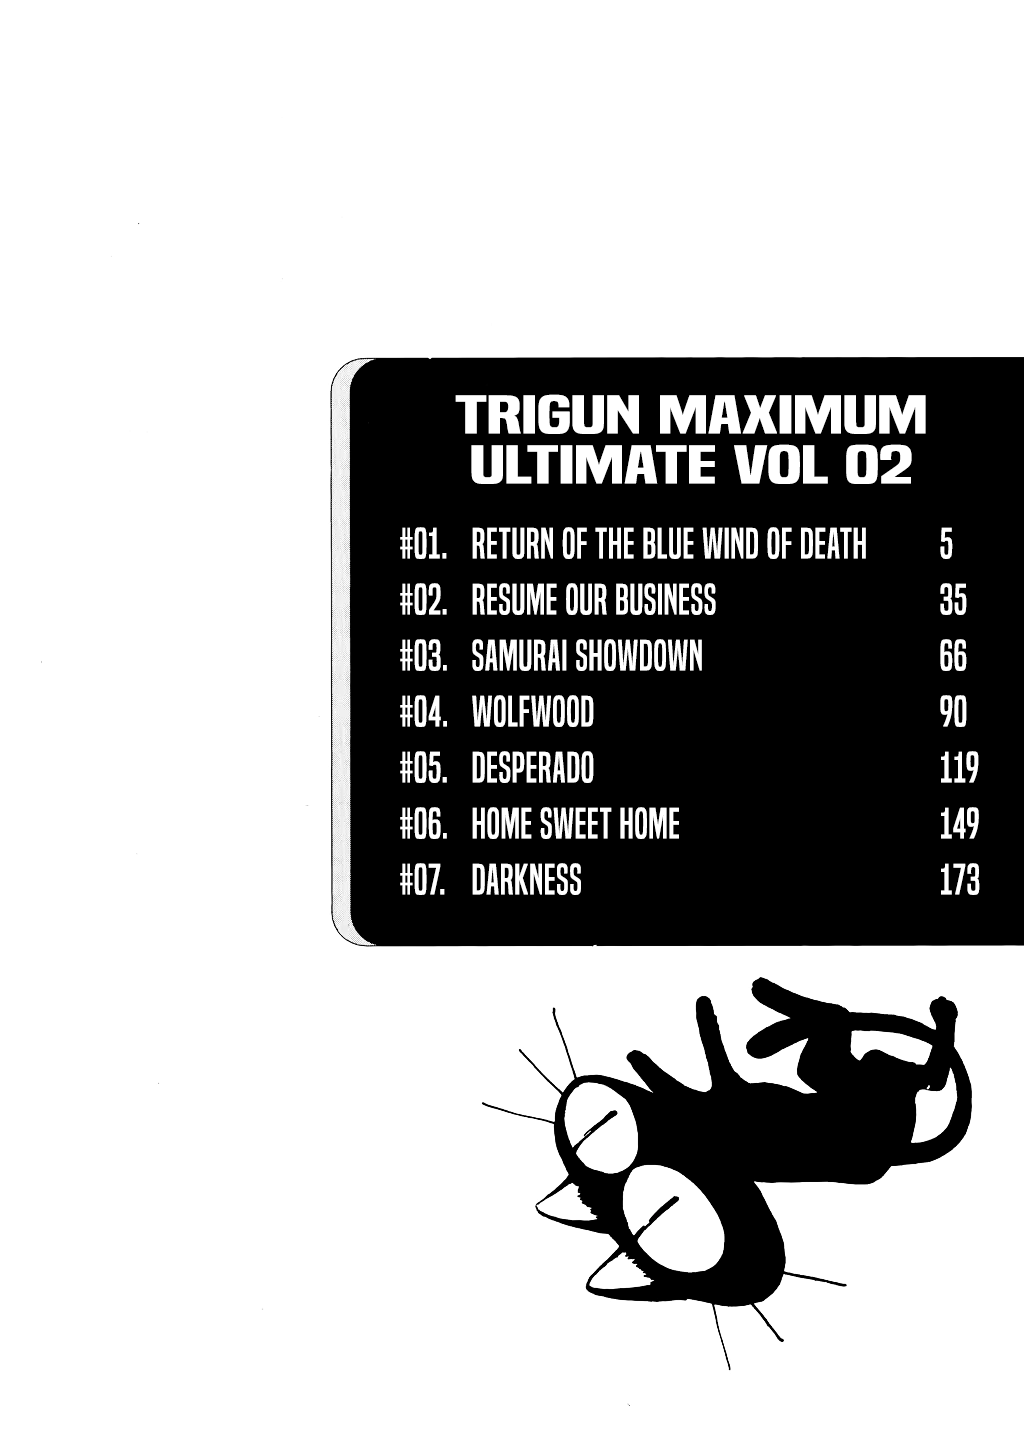 TRIGUN MAXIMUM
ULTIMATE VOL 02
#01. RETURN OF THE BLUE WIND OF DEATH 5
#02. RESUME OUR BUSINESS 35
#03. SAMURAI SHOWDOWN 66
#04. WOLFWOOD 90
#05. DESPERADO 119
#06. HOME SWEET HOME 149
#07. DARKNESS 173